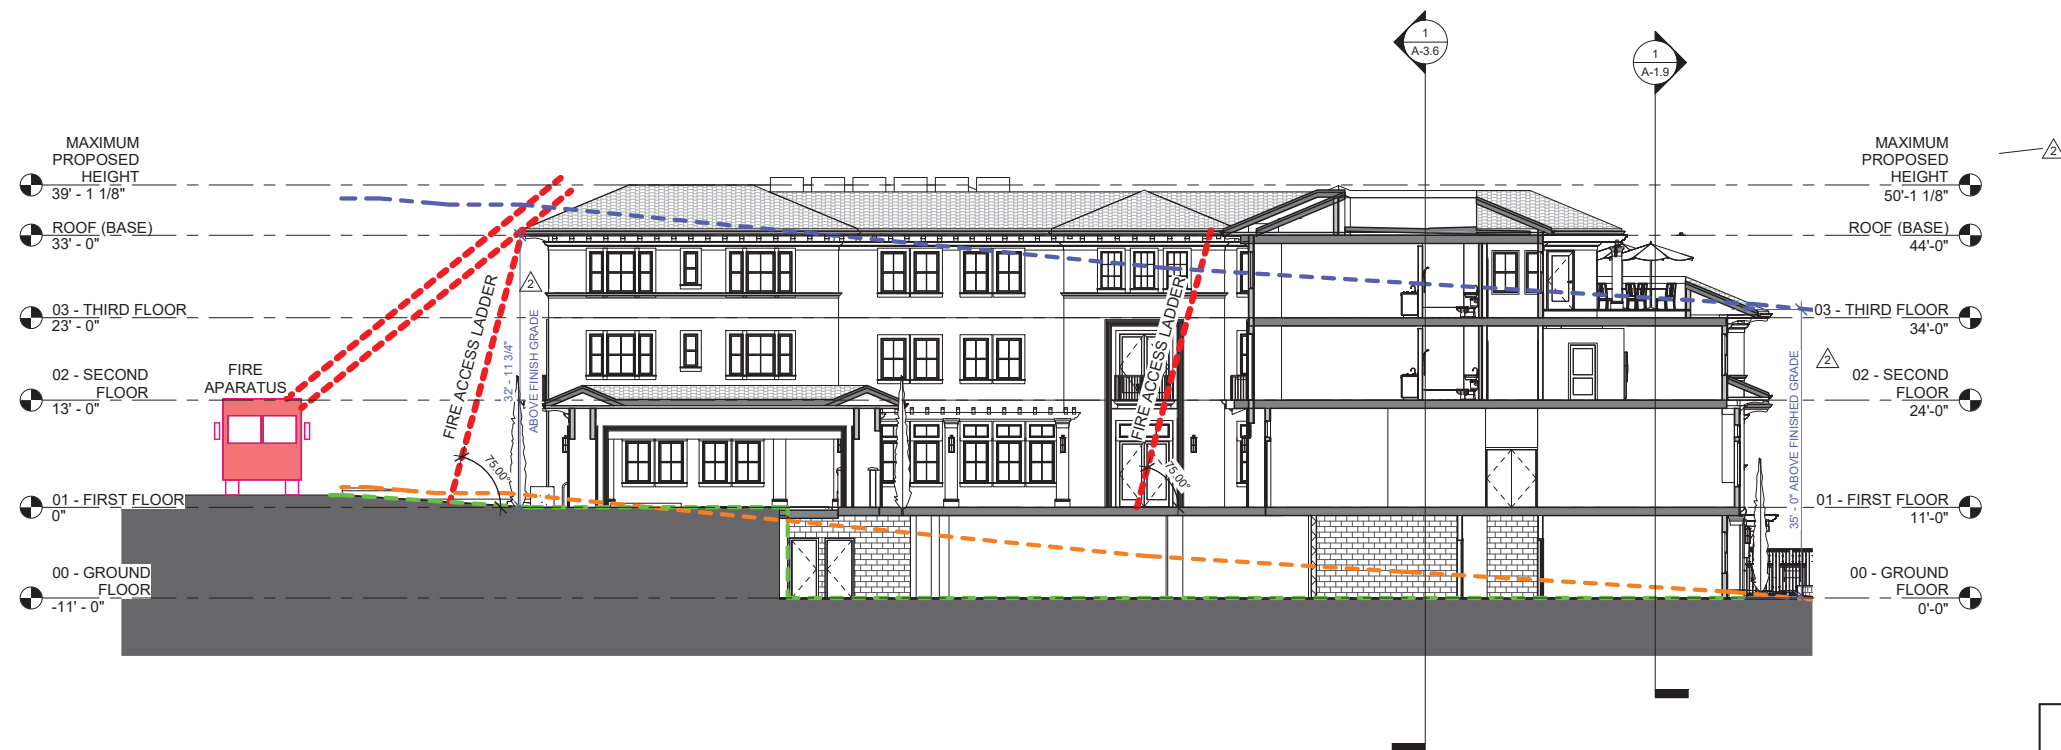 1
A-3.6
1
A-1.9
MAXIMUM
PROPOSED
HEIGHT
39' - 1 1/8"
ROOF (BASE)
33' - 0"
03 - THIRD FLOOR
23' - 0"
02 - SECOND
FLOOR
13' - 0"
01 - FIRST FLOOR
0"
00 - GROUND
FLOOR
-11' - 0"
FIRE
APARATUS
FIRE ACCESS LADDER
75.00°
32' - 11 3/4"
ABOVE FINISH GRADE
2
FIRE ACCESS LADDER
75.00°
35' - 0" ABOVE FINISHED GRADE
2
MAXIMUM
PROPOSED
HEIGHT
50'-1 1/8"
2
ROOF (BASE)
44'-0"
03 - THIRD FLOOR
34'-0"
02 - SECOND
FLOOR
24'-0"
01 - FIRST FLOOR
11'-0"
00 - GROUND
FLOOR
0'-0"